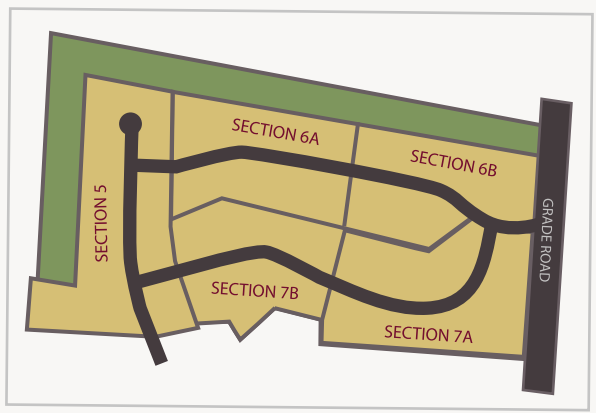 SECTION 6A
SECTION 6B
SECTION 5
GRADE ROAD
SECTION 7B
SECTION 7A